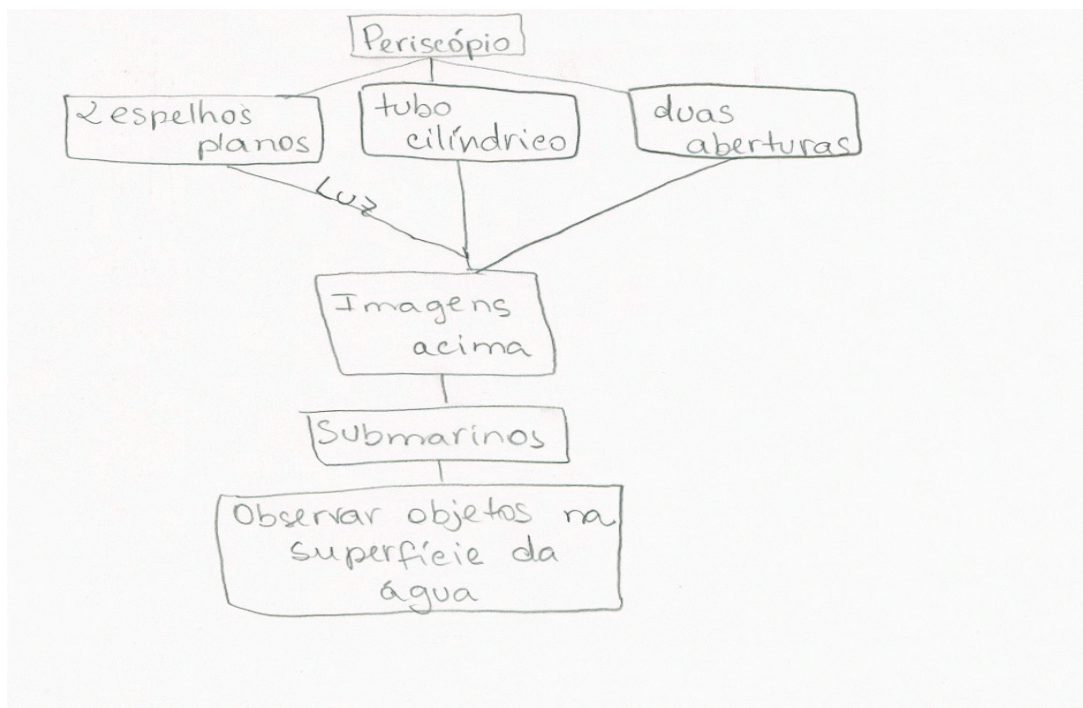 Periscópio
2 espelhos
planos
tubo
cilíndrico
duas
aberturas
Luz
Imagens
acima
Submarinos
Observar objetos na
superfície da
água